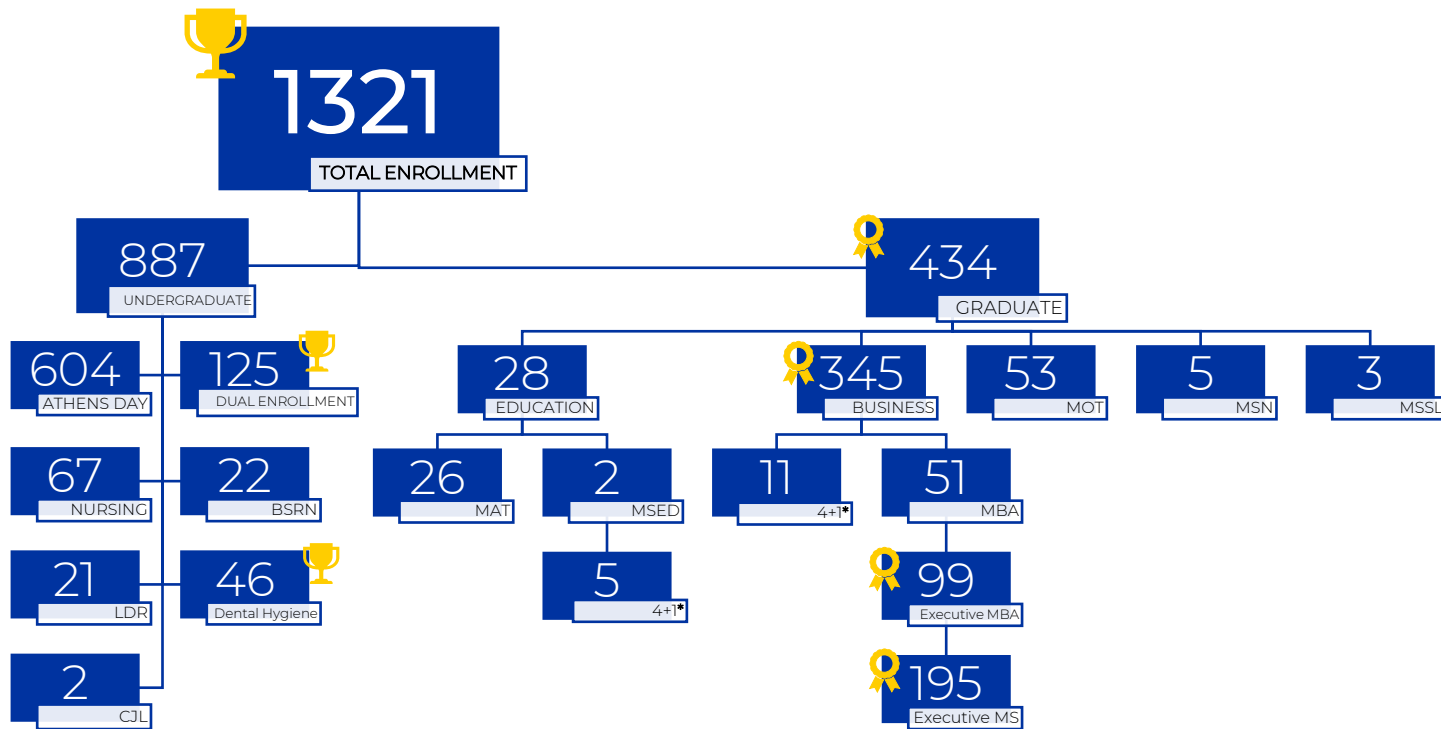 1321
TOTAL ENROLLMENT
887
UNDERGRADUATE
434
GRADUATE
604
ATHENS DAY
125
DUAL ENROLLMENT
67
NURSING
22
BSRN
21
LDR
46
Dental Hygiene
2
CJL
28
EDUCATION
345
BUSINESS
53
MOT
5
MSN
3
MSSL
26
MAT
2
MSED
11
4+1*
51
MBA
5
4+1*
99
Executive MBA
195
Executive MS